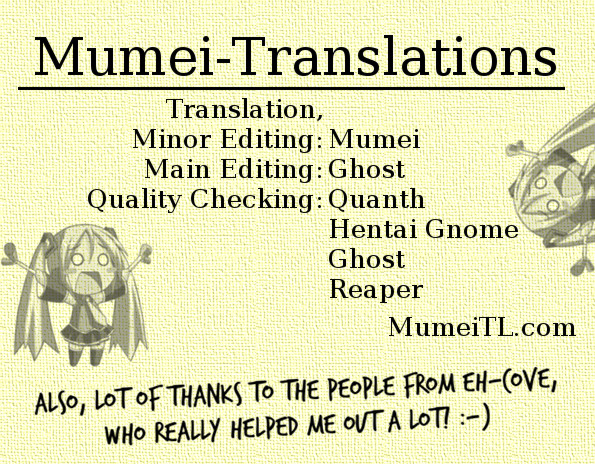 Mumei-Translations
Translation,
Minor Editing: Mumei
Main Editing: Ghost
Quality Checking: Quanth
Hentai Gnome
Ghost
Reaper
MumeiTL.com
ALSO, LOT OF THANKS TO THE PEOPLE FROM EH-COVE,
WHO REALLY HELPED ME OUT A LOT! :-)